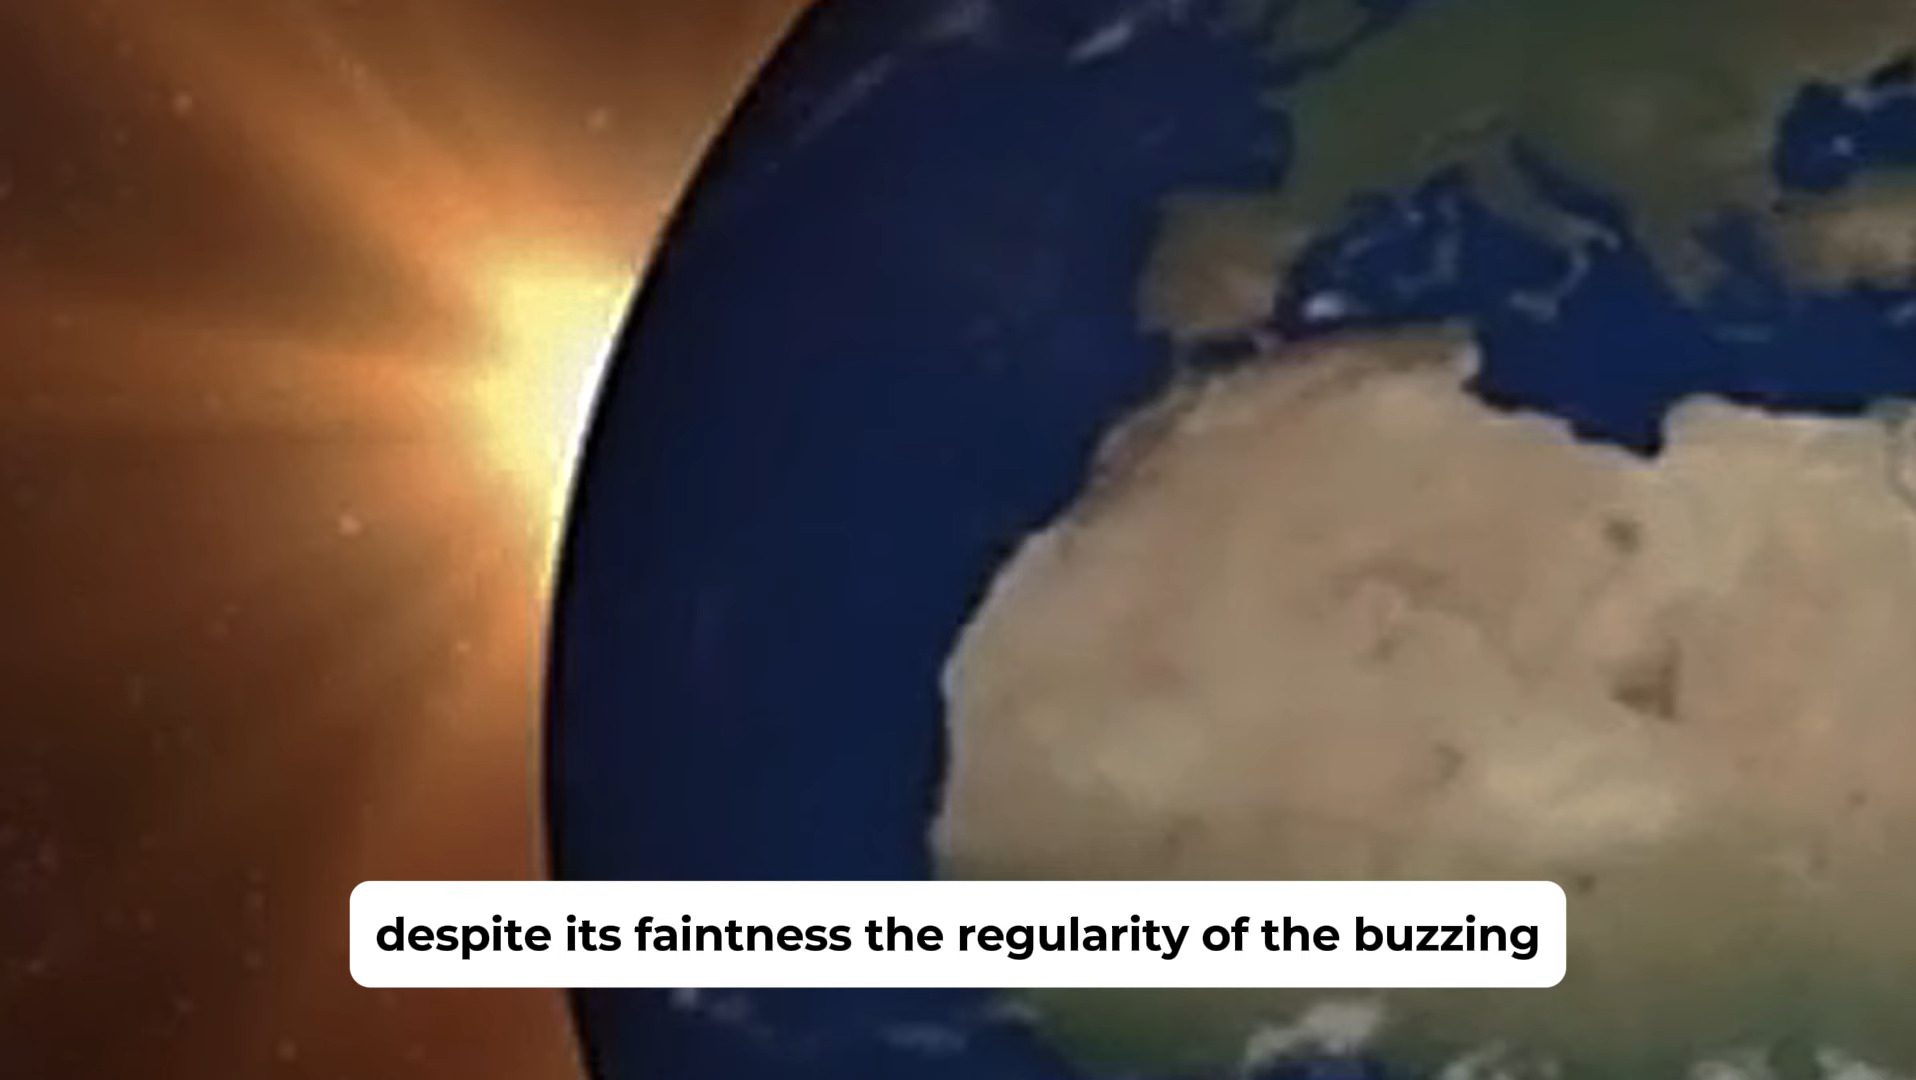 despite its faintness the regularity of the buzzing